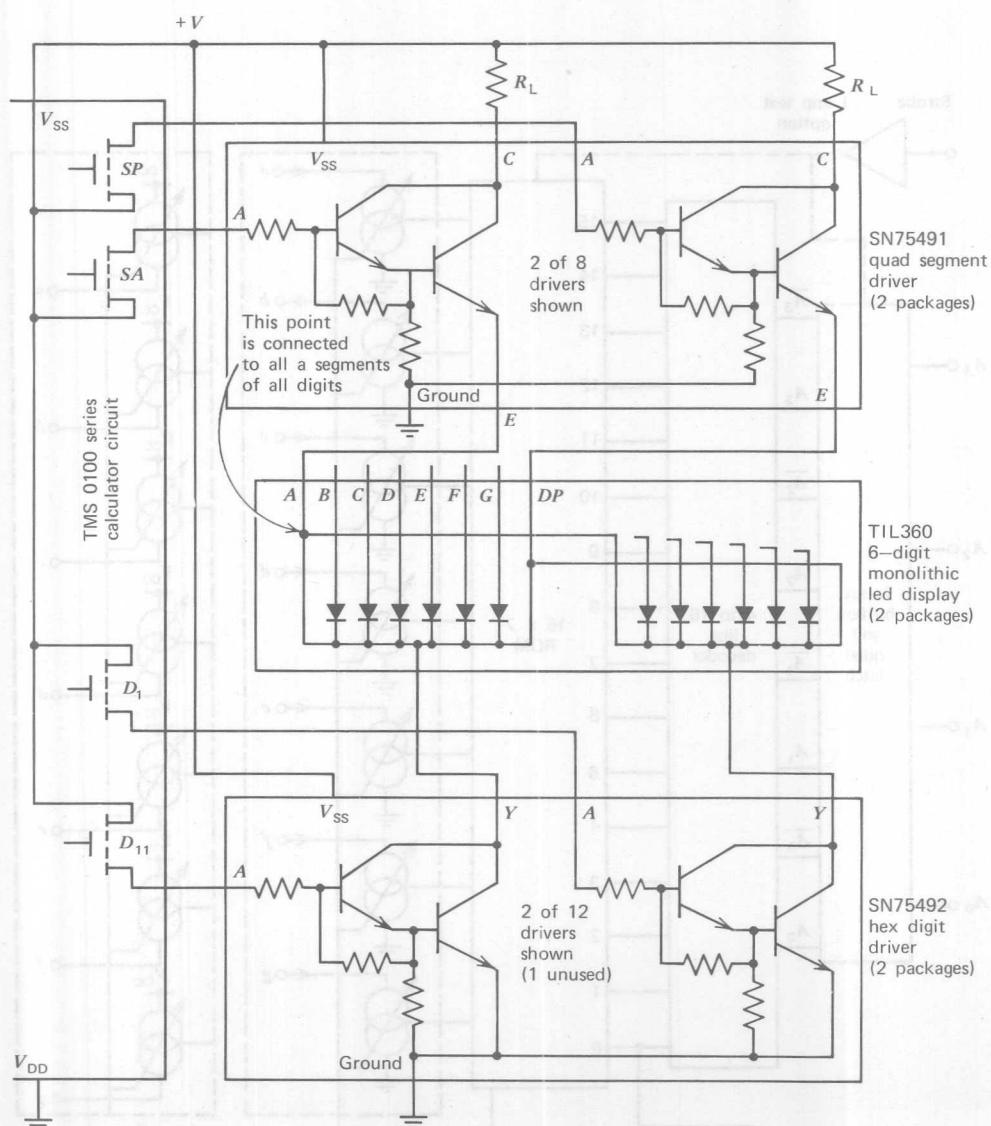 +V
R_L
R_L
V_SS
SP
SA
V_SS
C
A
C
A
2 of 8
drivers
shown
SN75491
quad segment
driver
(2 packages)
This point
is connected
to all a segments
of all digits
Ground
E
E
TMS 0100 series
calculator circuit
A
B
C
D
E
F
G
DP
TIL360
6–digit
monolithic
led display
(2 packages)
D_1
D_11
V_SS
Y
A
Y
A
2 of 12
drivers
shown
(1 unused)
SN75492
hex digit
driver
(2 packages)
Ground
V_DD